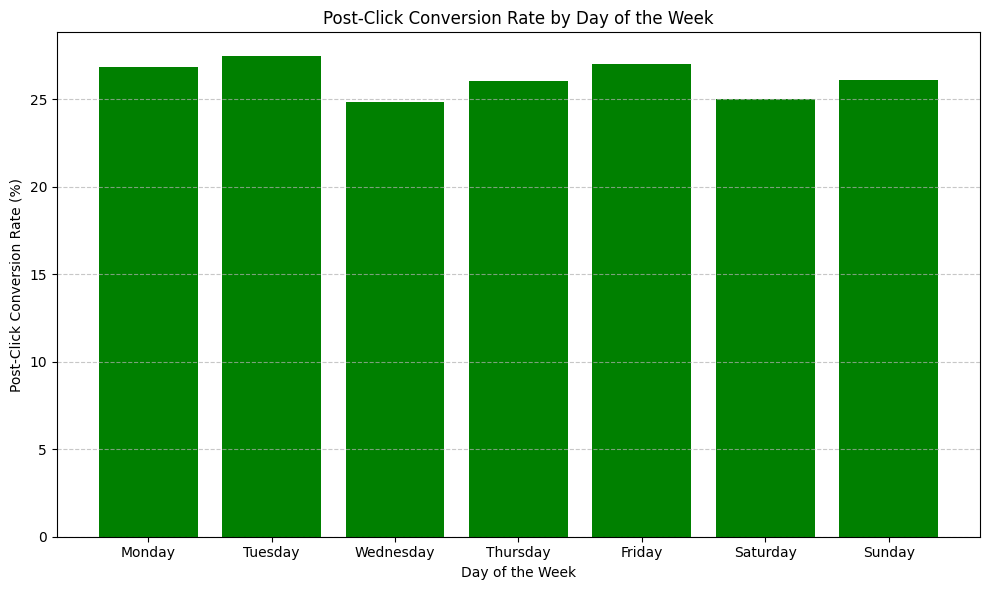 Post-Click Conversion Rate by Day of the Week
Post-Click Conversion Rate (%)
25
20
15
10
5
0
Monday Tuesday Wednesday Thursday Friday Saturday Sunday
Day of the Week